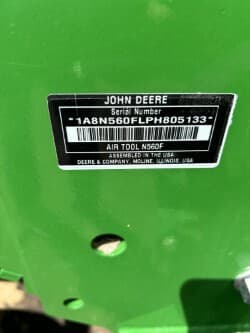 JOHN DEERE
Serial Number
*1A8N560FLPH805133*
AIR TOOL N560F
ASSEMBLED IN THE USA
DEERE & COMPANY, MOLINE, ILLINOIS, USA